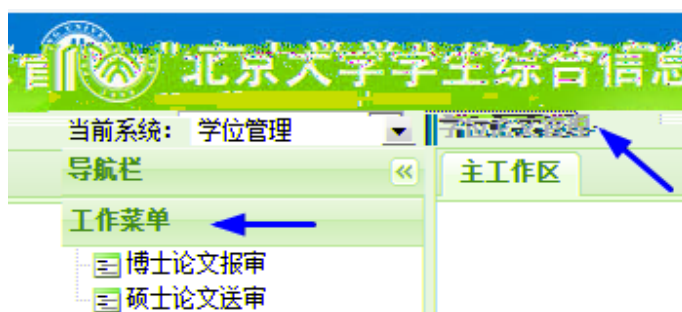 北京大学学生综合信息
当前系统： 学位管理
导航栏
主工作区
工作菜单
博士论文报审
硕士论文送审